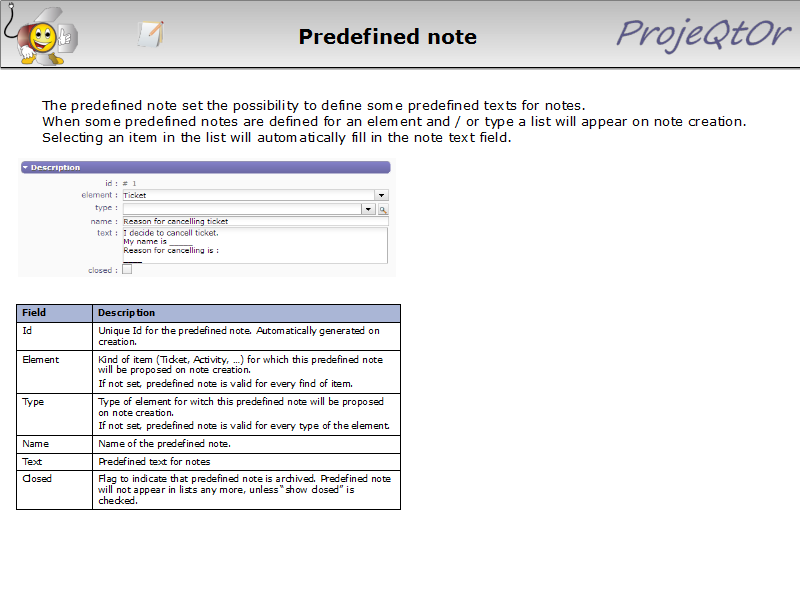 Predefined note
ProjeQtOr
The predefined note set the possibility to define some predefined texts for notes.
When some predefined notes are defined for an element and / or type a list will appear on note creation.
Selecting an item in the list will automatically fill in the note text field.
Description
id : # 1
element : Ticket
type :
name : Reason for cancelling ticket
text : I decide to cancell ticket.
My name is ______
Reason for cancelling is :
____
closed :
Field Description
Id Unique Id for the predefined note. Automatically generated on
creation.
Element Kind of item (Ticket, Activity, …) for which this predefined note
will be proposed on note creation.
If not set, predefined note is valid for every find of item.
Type Type of element for witch this predefined note will be proposed
on note creation.
If not set, predefined note is valid for every type of the element.
Name Name of the predefined note.
Text Predefined text for notes
Closed Flag to indicate that predefined note is archived. Predefined note
will not appear in lists any more, unless “show closed” is
checked.